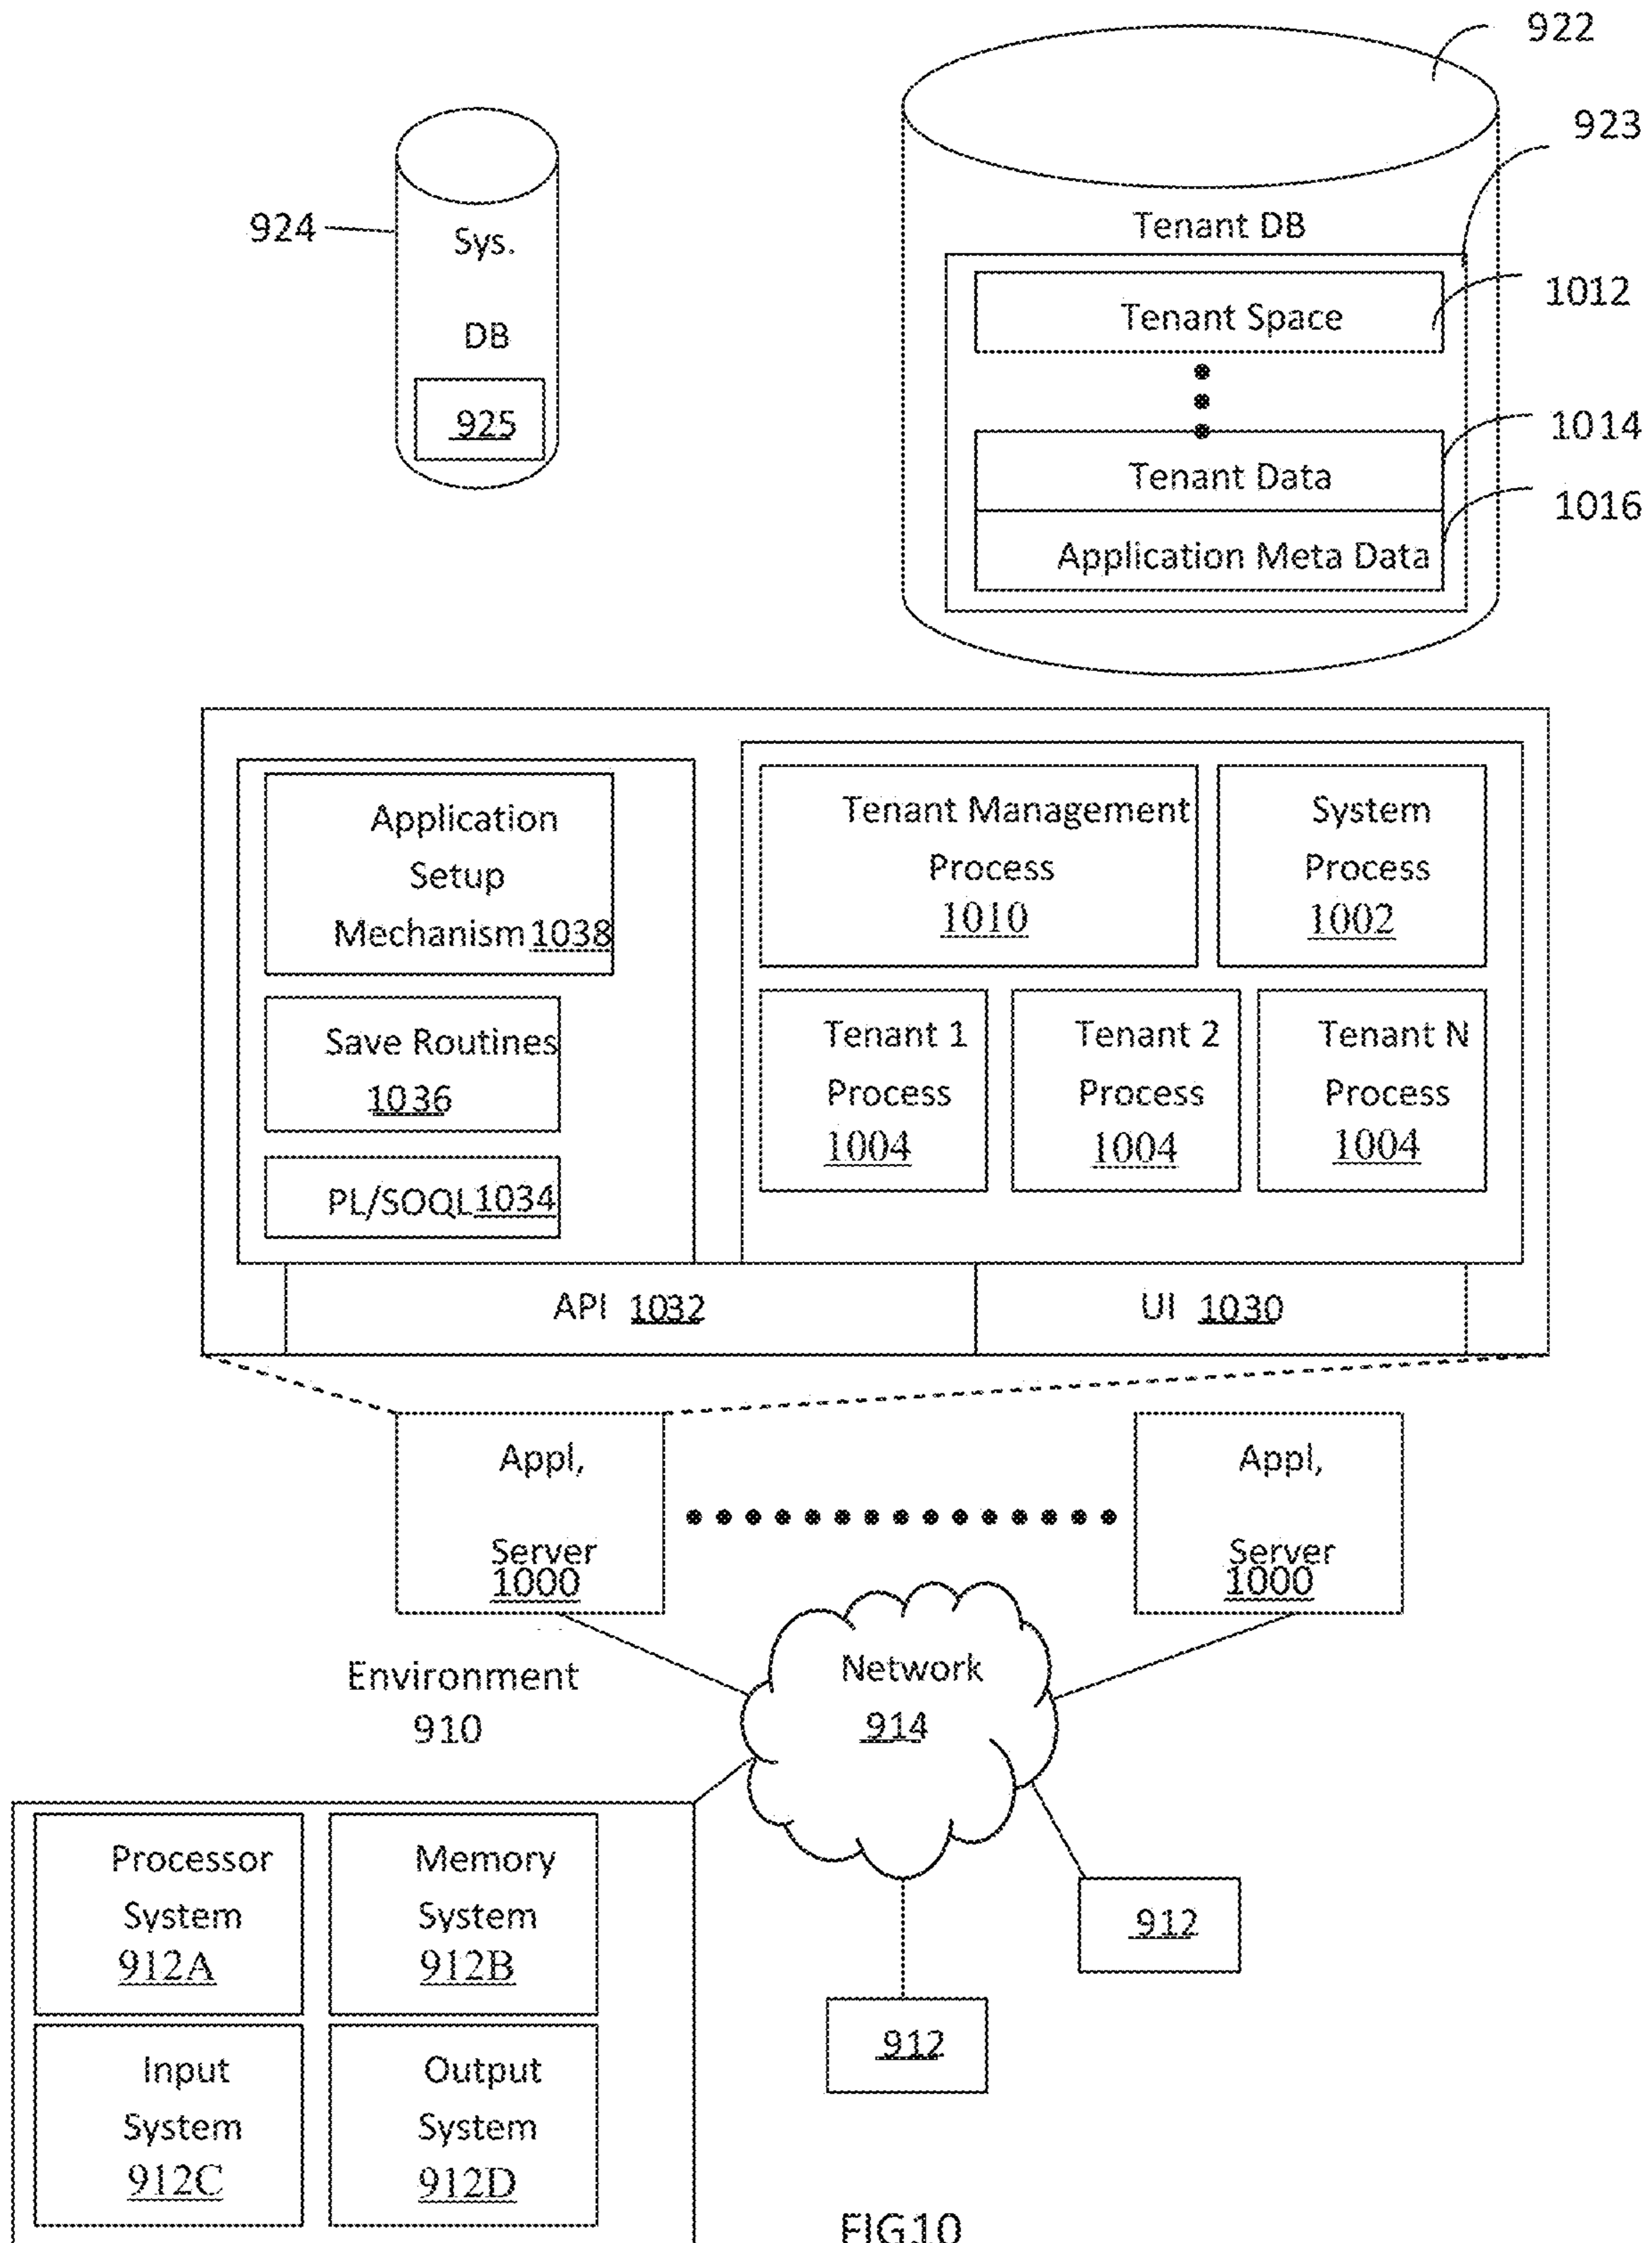 922
923
924
Sys.
DB
925
Tenant DB
Tenant Space
1012
1014
Tenant Data
1016
Application Meta Data
Application
Setup
Mechanism 1038
Save Routines
1036
PL/SOQL 1034
Tenant Management
Process
1010
System
Process
1002
Tenant 1
Process
1004
Tenant 2
Process
1004
Tenant N
Process
1004
API 1032
UI 1030
Appl,
Server
1000
Appl,
Server
1000
Environment
910
Network
914
Processor
System
912A
Memory
System
912B
Input
System
912C
Output
System
912D
912
912
FIG.10